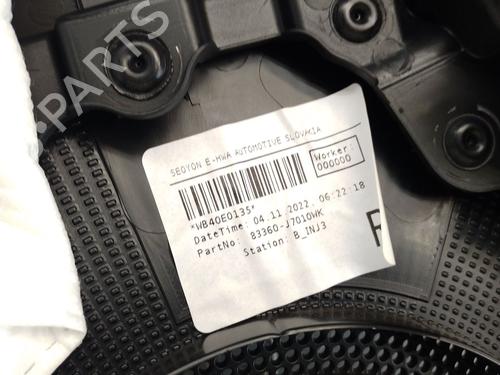 PARTS
SEOYON E-HWA AUTOMOTIVE SLOVAKIA
Worker:
000000
*WB40E0135*
DateTime: 04.11.2022. 06:22:18
PartNo: 83360-J7010WK
Station: B_INJ3